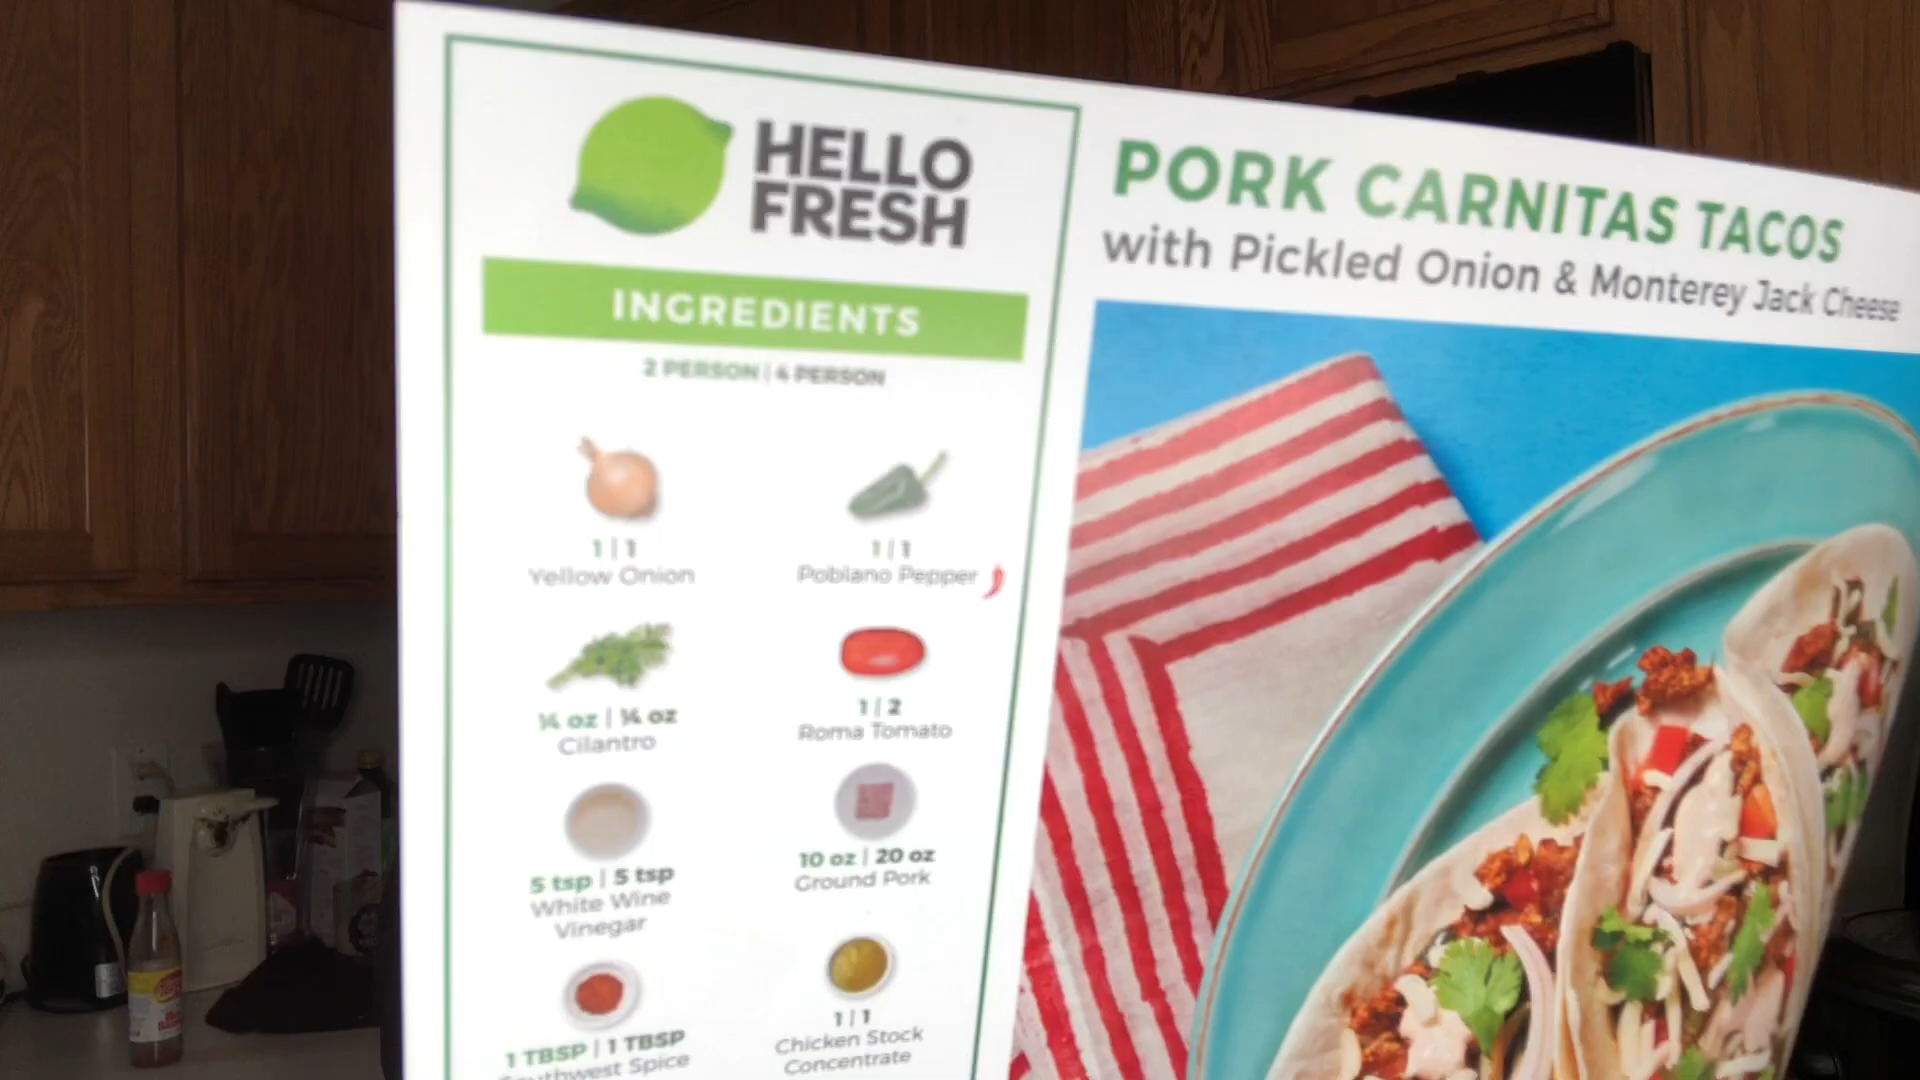 HELLO
FRESH
INGREDIENTS
2 PERSON | 4 PERSON
1 | 1
Yellow Onion
1 | 1
Poblano Pepper
¼ oz | ¼ oz
Cilantro
1 | 2
Roma Tomato
5 tsp | 5 tsp
White Wine
Vinegar
10 oz | 20 oz
Ground Pork
1 TBSP | 1 TBSP
Southwest Spice
1 | 1
Chicken Stock
Concentrate
PORK CARNITAS TACOS
with Pickled Onion & Monterey Jack Cheese